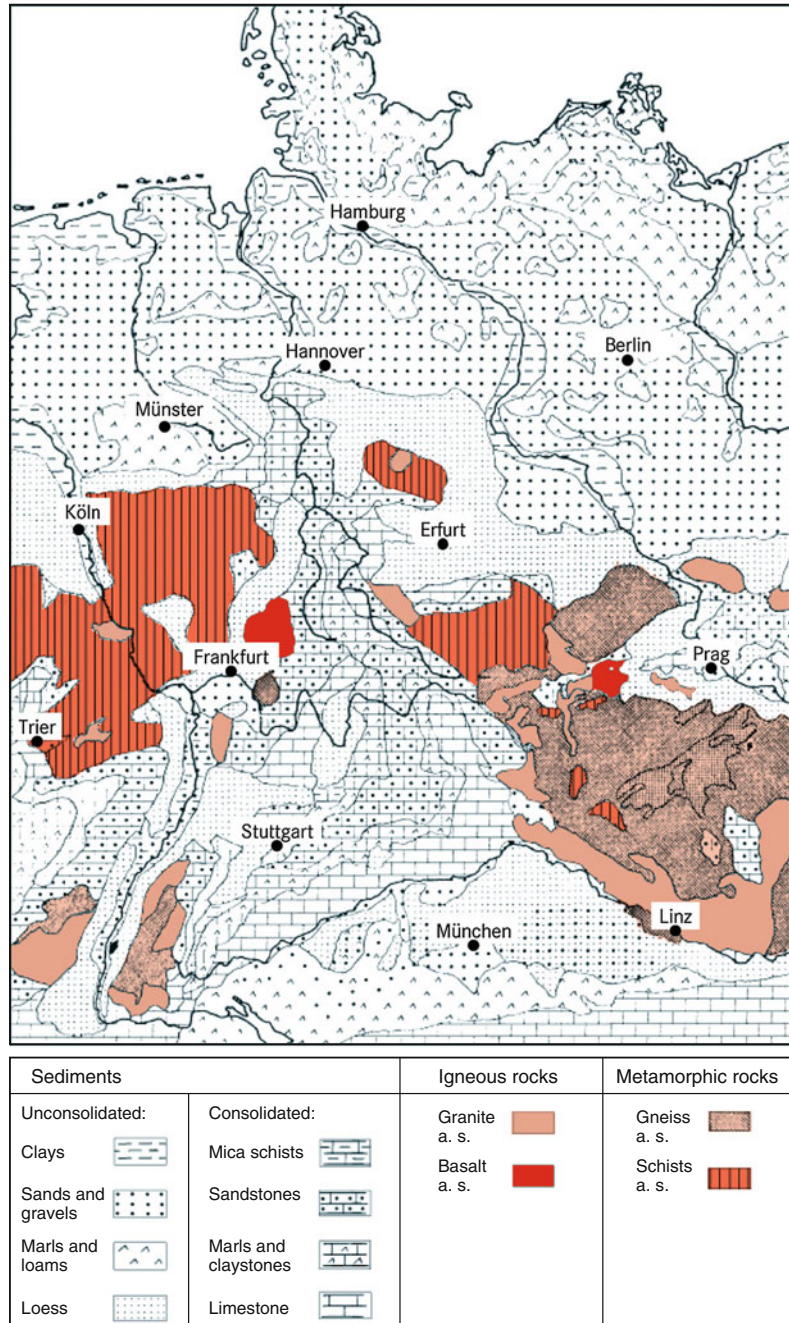 Hamburg
Hannover
Berlin
Münster
Köln
Erfurt
Frankfurt
Prag
Trier
Stuttgart
Linz
München
Sediments
Igneous rocks
Metamorphic rocks
Unconsolidated:
Consolidated:
Granite
a. s.
Gneiss
a. s.
Clays
Mica schists
Basalt
a. s.
Schists
a. s.
Sands and
gravels
Sandstones
Marls and
loams
Marls and
claystones
Loess
Limestone